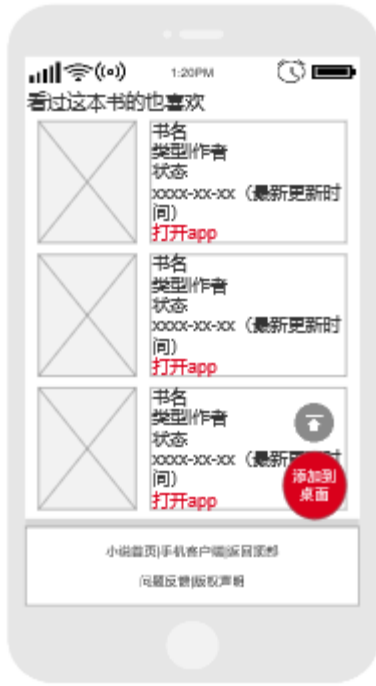 1:20PM
看过这本书的也喜欢
书名
类型|作者
状态
xxxx-xx-xx（最新更新时
间）
打开app
书名
类型|作者
状态
xxxx-xx-xx（最新更新时
间）
打开app
书名
类型|作者
状态
xxxx-xx-xx（最新
间）
打开app
添加到
桌面
小说首页|手机客户端|返回顶部
问题反馈|版权声明